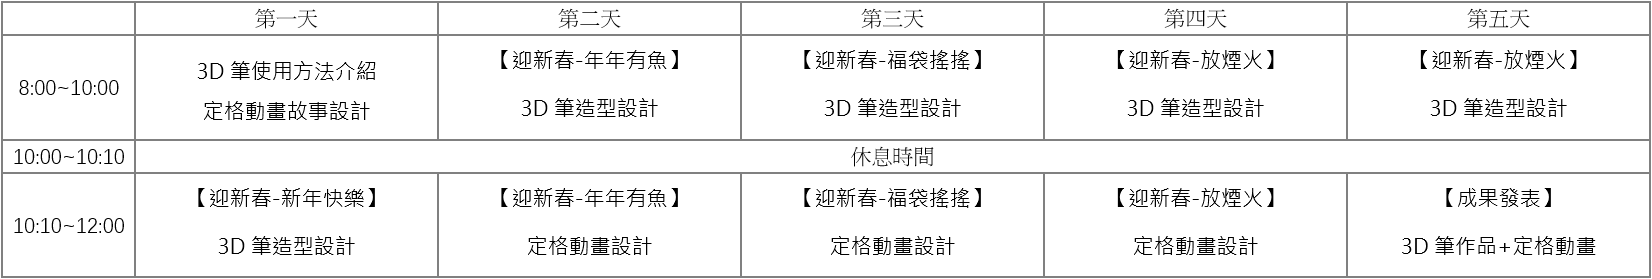 第一天 第二天 第三天 第四天 第五天
8:00~10:00
3D 筆使用方法介紹
定格動畫故事設計
【迎新春-年年有魚】
3D 筆造型設計
【迎新春-福袋搖搖】
3D 筆造型設計
【迎新春-放煙火】
3D 筆造型設計
【迎新春-放煙火】
3D 筆造型設計
10:00~10:10 休息時間
10:10~12:00
【迎新春-新年快樂】
3D 筆造型設計
【迎新春-年年有魚】
定格動畫設計
【迎新春-福袋搖搖】
定格動畫設計
【迎新春-放煙火】
定格動畫設計
【成果發表】
3D 筆作品+定格動畫